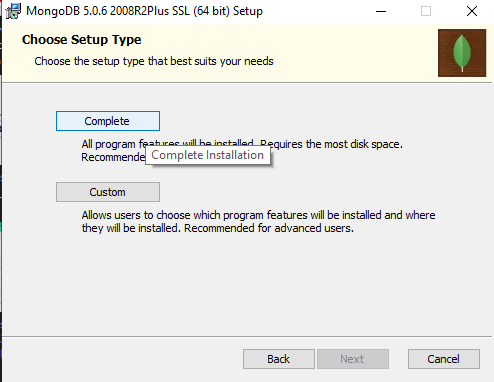 MongoDB 5.0.6 2008R2Plus SSL (64 bit) Setup
Choose Setup Type
Choose the setup type that best suits your needs
Complete
All program features will be installed. Requires the most disk space.
Recommende
Complete Installation
Custom
Allows users to choose which program features will be installed and where
they will be installed. Recommended for advanced users.
Back
Next
Cancel